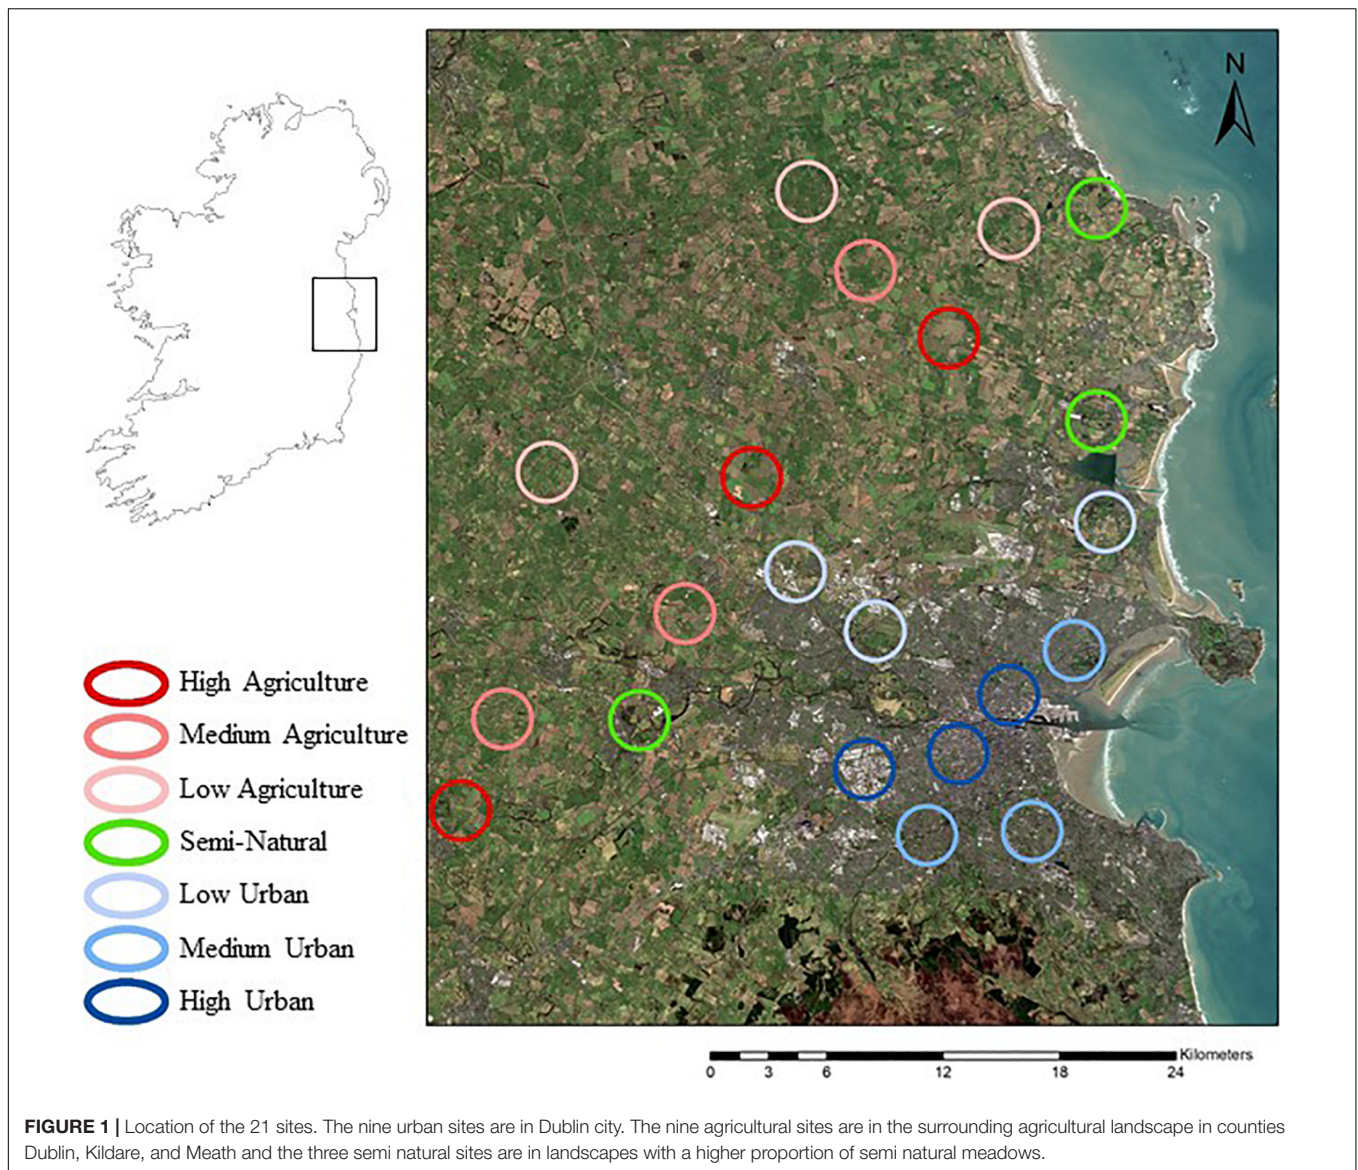 N
High Agriculture
Medium Agriculture
Low Agriculture
Semi-Natural
Low Urban
Medium Urban
High Urban
Kilometers
0 3 6 12 18 24
FIGURE 1 | Location of the 21 sites. The nine urban sites are in Dublin city. The nine agricultural sites are in the surrounding agricultural landscape in counties
Dublin, Kildare, and Meath and the three semi natural sites are in landscapes with a higher proportion of semi natural meadows.